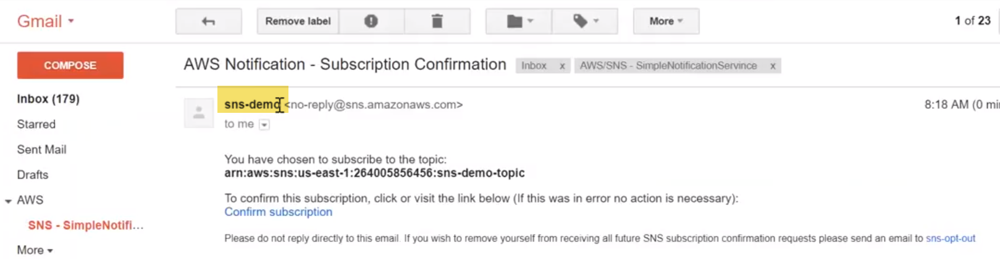 Gmail
Remove label
More
1 of 23
COMPOSE
AWS Notification - Subscription Confirmation
Inbox x
AWS/SNS - SimpleNotificationServince x
Inbox (179)
sns-demo <no-reply@sns.amazonaws.com>
8:18 AM (0 mi
to me
Starred
Sent Mail
Drafts
AWS
SNS - SimpleNotifi...
More
You have chosen to subscribe to the topic:
arn:aws:sns:us-east-1:264005856456:sns-demo-topic
To confirm this subscription, click or visit the link below (If this was in error no action is necessary):
Confirm subscription
Please do not reply directly to this email. If you wish to remove yourself from receiving all future SNS subscription confirmation requests please send an email to sns-opt-out